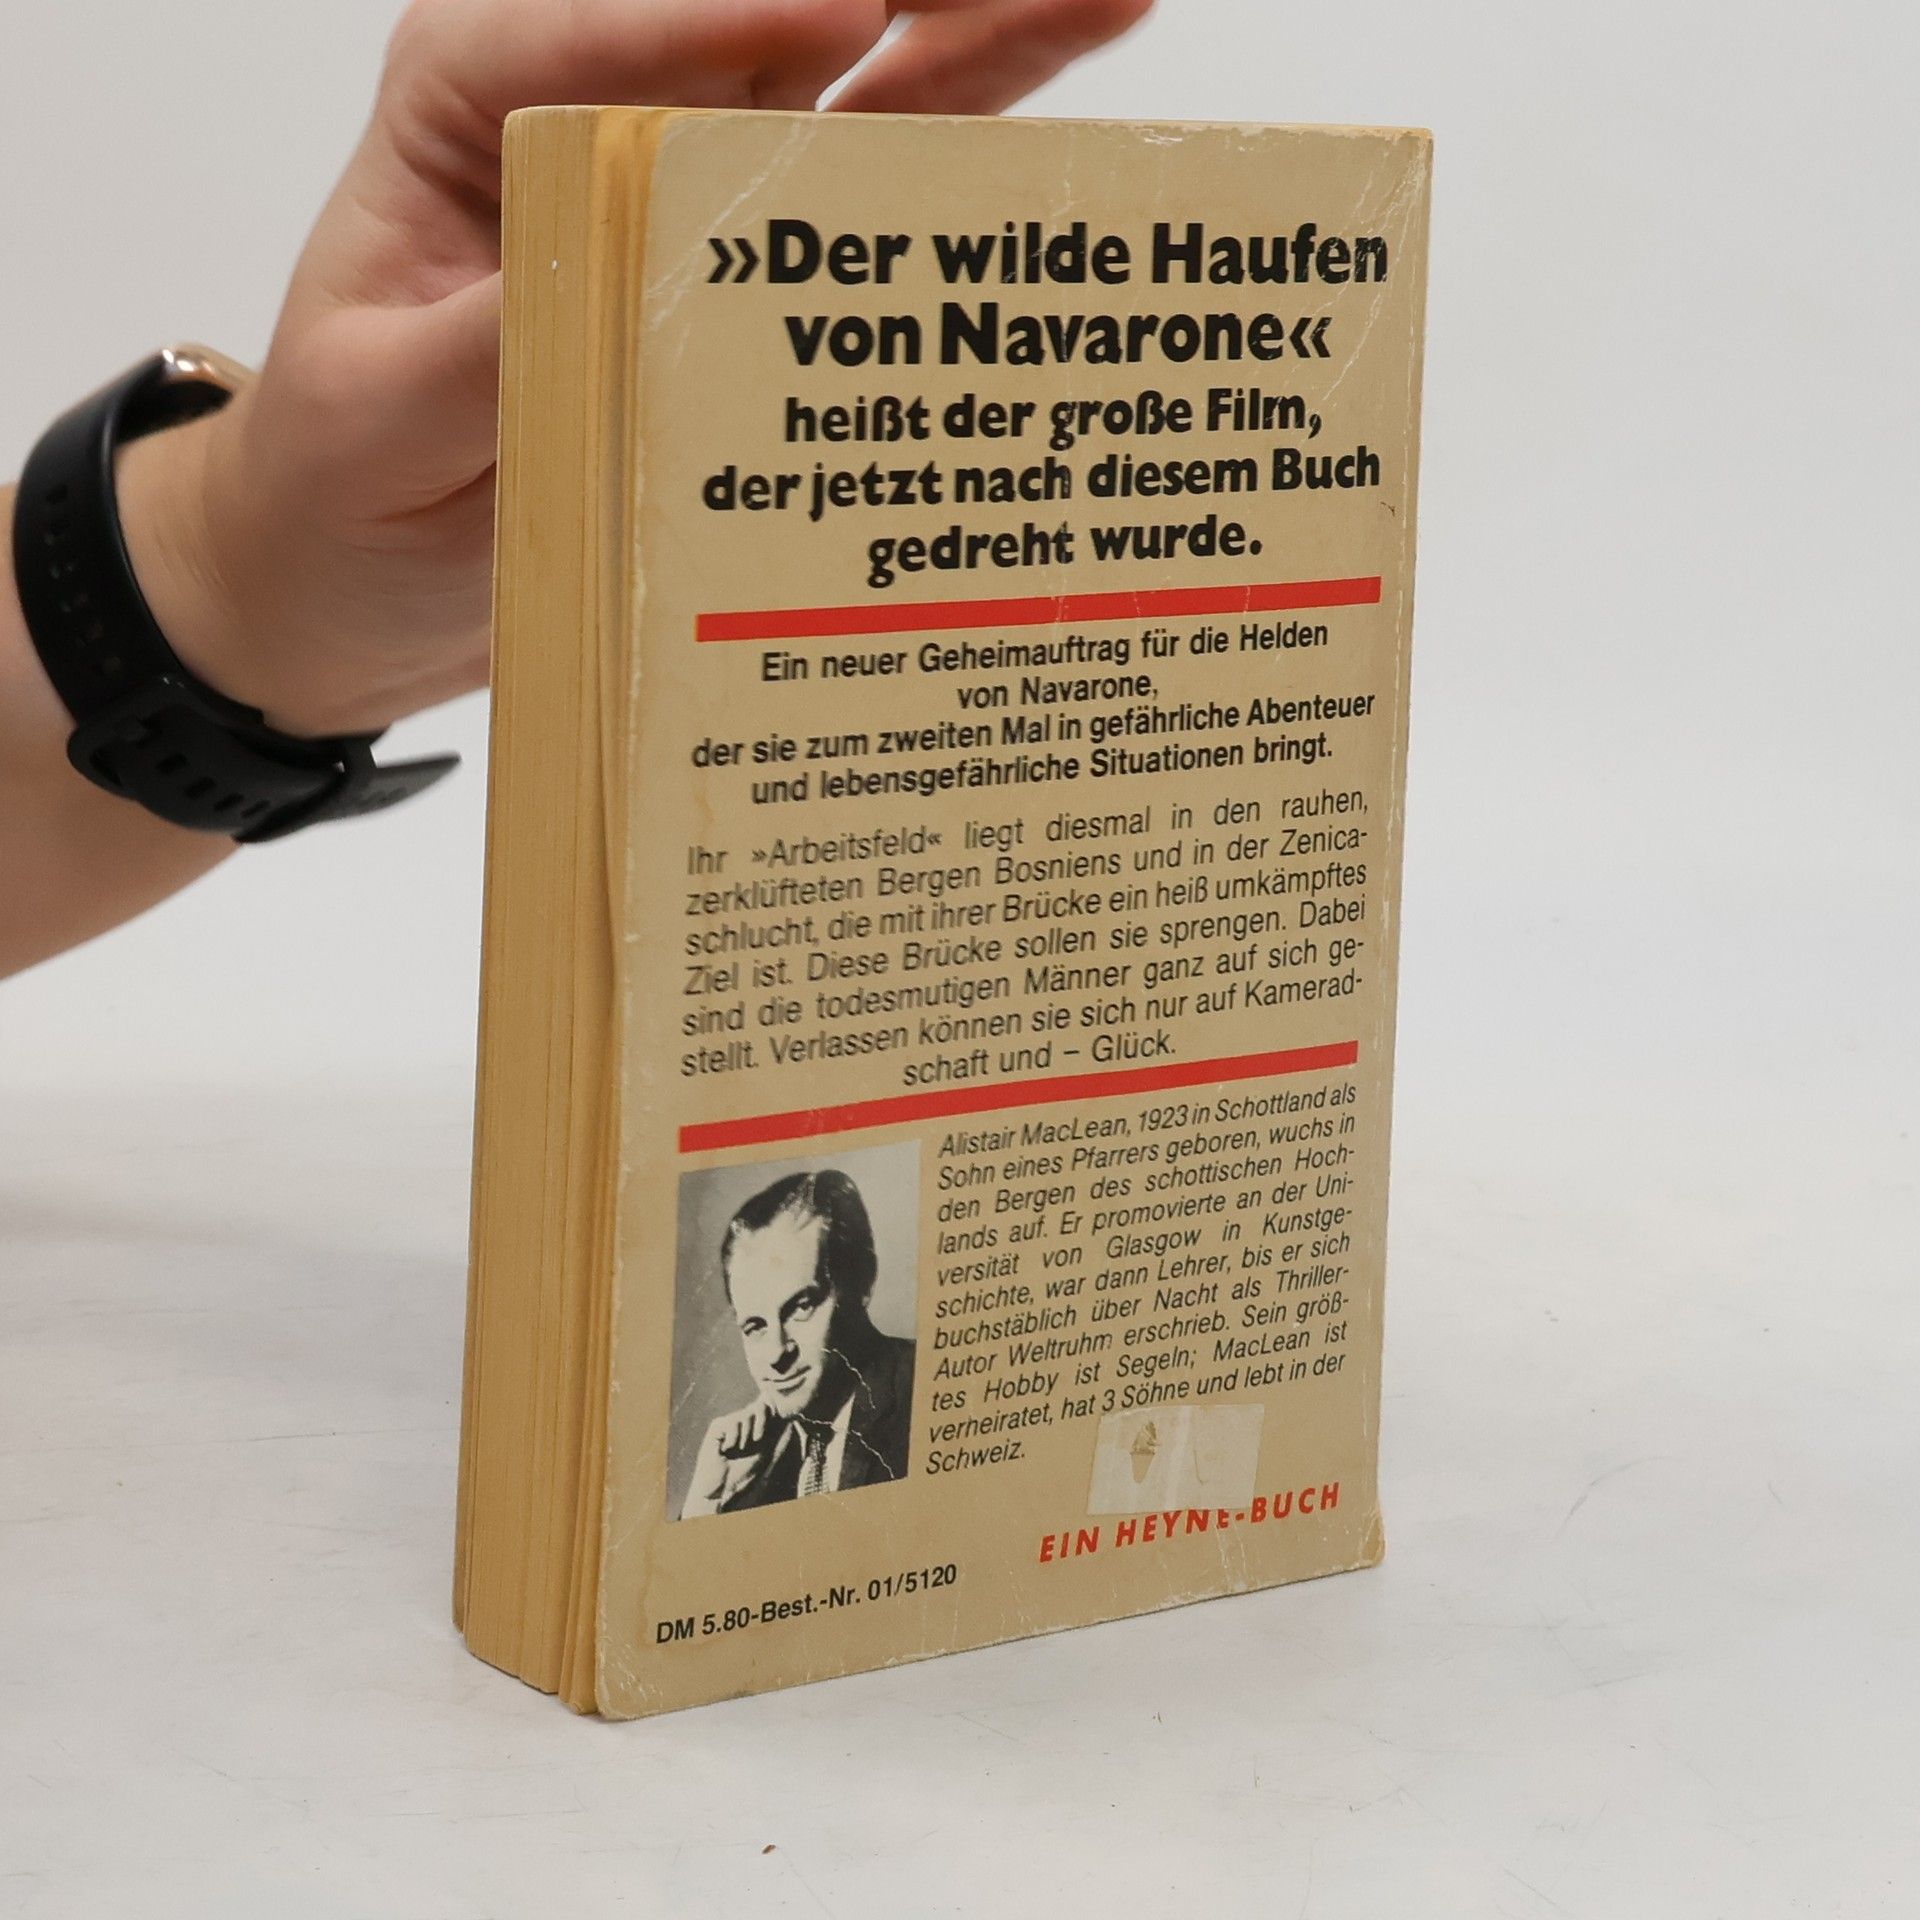 »Der wilde Haufen
von Navarone«
heißt der große Film,
der jetzt nach diesem Buch
gedreht wurde.
Ein neuer Geheimauftrag für die Helden
von Navarone,
der sie zum zweiten Mal in gefährliche Abenteuer
und lebensgefährliche Situationen bringt.
Ihr »Arbeitsfeld« liegt diesmal in den rauhen,
zerklüfteten Bergen Bosniens und in der Zenica-
schlucht, die mit ihrer Brücke ein heiß umkämpftes
Ziel ist. Diese Brücke sollen sie sprengen. Dabei
sind die todesmutigen Männer ganz auf sich ge-
stellt. Verlassen können sie sich nur auf Kamerad-
schaft und – Glück.
Alistair MacLean, 1923 in Schottland als
Sohn eines Pfarrers geboren, wuchs in
den Bergen des schottischen Hoch-
lands auf. Er promovierte an der Uni-
versität von Glasgow in Kunstge-
schichte, war dann Lehrer, bis er sich
buchstäblich über Nacht als Thriller-
Autor Weltruhm erschrieb. Sein größ-
tes Hobby ist Segeln; MacLean ist
verheiratet, hat 3 Söhne und lebt in der
Schweiz.
EIN HEYNE-BUCH
DM 5.80-Best.-Nr. 01/5120